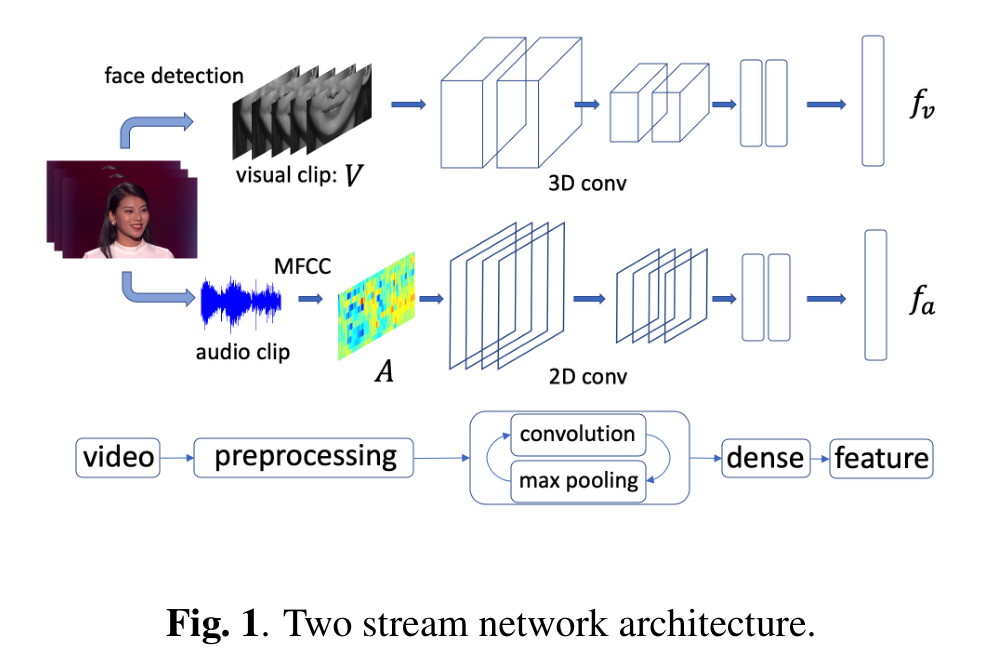 face detection
visual clip: V
3D conv
f_v
MFCC
audio clip
A
2D conv
f_a
video
preprocessing
convolution
max pooling
dense
feature
Fig. 1. Two stream network architecture.